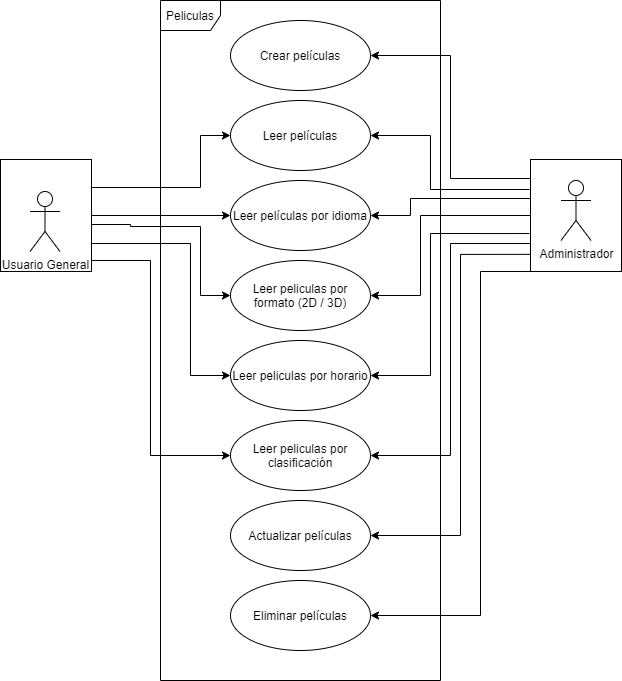 Peliculas
Crear películas
Leer películas
Leer películas por idioma
Usuario General
Administrador
Leer peliculas por
formato (2D / 3D)
Leer peliculas por horario
Leer peliculas por
clasificación
Actualizar películas
Eliminar películas